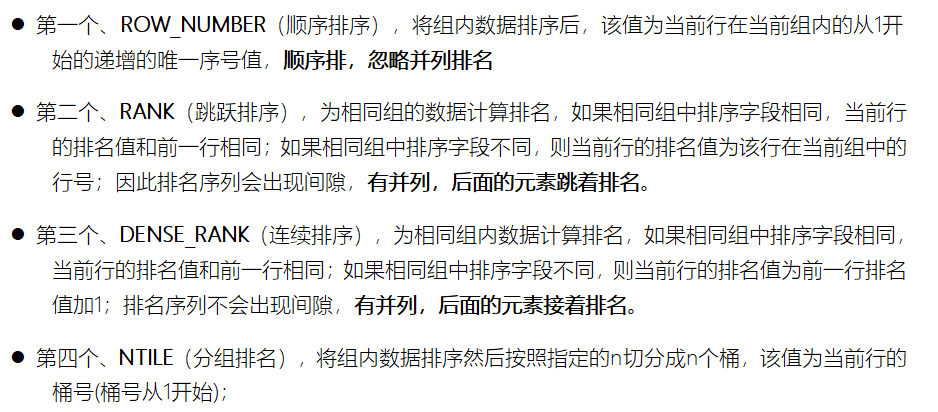 ● 第一个、ROW_NUMBER（顺序排序），将组内数据排序后，该值为当前行在当前组内的从1开
始的递增的唯一序号值，顺序排，忽略并列排名
● 第二个、RANK（跳跃排序），为相同组的数据计算排名，如果相同组中排序字段相同，当前行
的排名值和前一行相同；如果相同组中排序字段不同，则当前行的排名值为该行在当前组中的
行号；因此排名序列会出现间隙，有并列，后面的元素跳着排名。
● 第三个、DENSE_RANK（连续排序），为相同组内数据计算排名，如果相同组中排序字段相同，
当前行的排名值和前一行相同；如果相同组中排序字段不同，则当前行的排名值为前一行排名
值加1；排名序列不会出现间隙，有并列，后面的元素接着排名。
● 第四个、NTILE（分组排名），将组内数据排序然后按照指定的n切分成n个桶，该值为当前行的
桶号(桶号从1开始)；